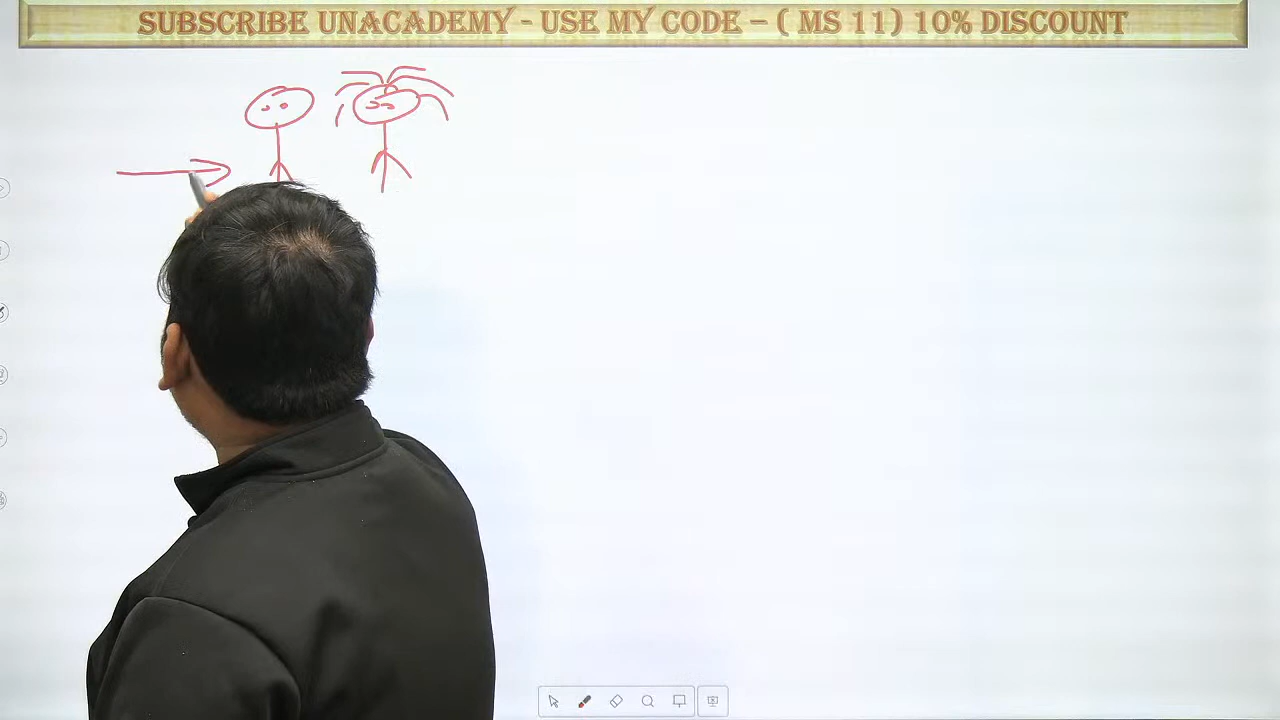 SUBSCRIBE UNACADEMY - USE MY CODE – ( MS 11) 10% DISCOUNT